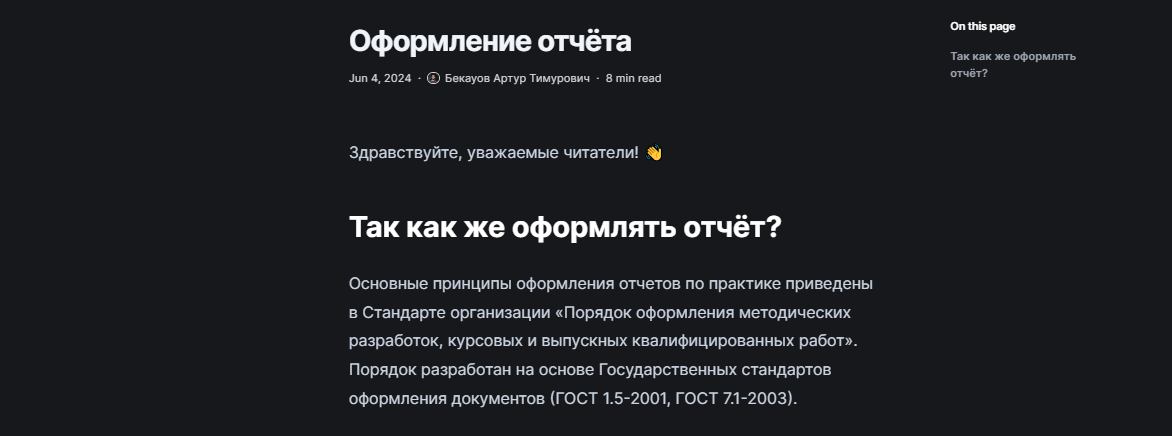 Оформление отчёта
Jun 4, 2024 · Бекауов Артур Тимурович · 8 min read
Здравствуйте, уважаемые читатели! 👋
Так как же оформлять отчёт?
Основные принципы оформления отчетов по практике приведены
в Стандарте организации «Порядок оформления методических
разработок, курсовых и выпускных квалифицированных работ».
Порядок разработан на основе Государственных стандартов
оформления документов (ГОСТ 1.5-2001, ГОСТ 7.1-2003).
On this page
Так как же оформлять
отчёт?